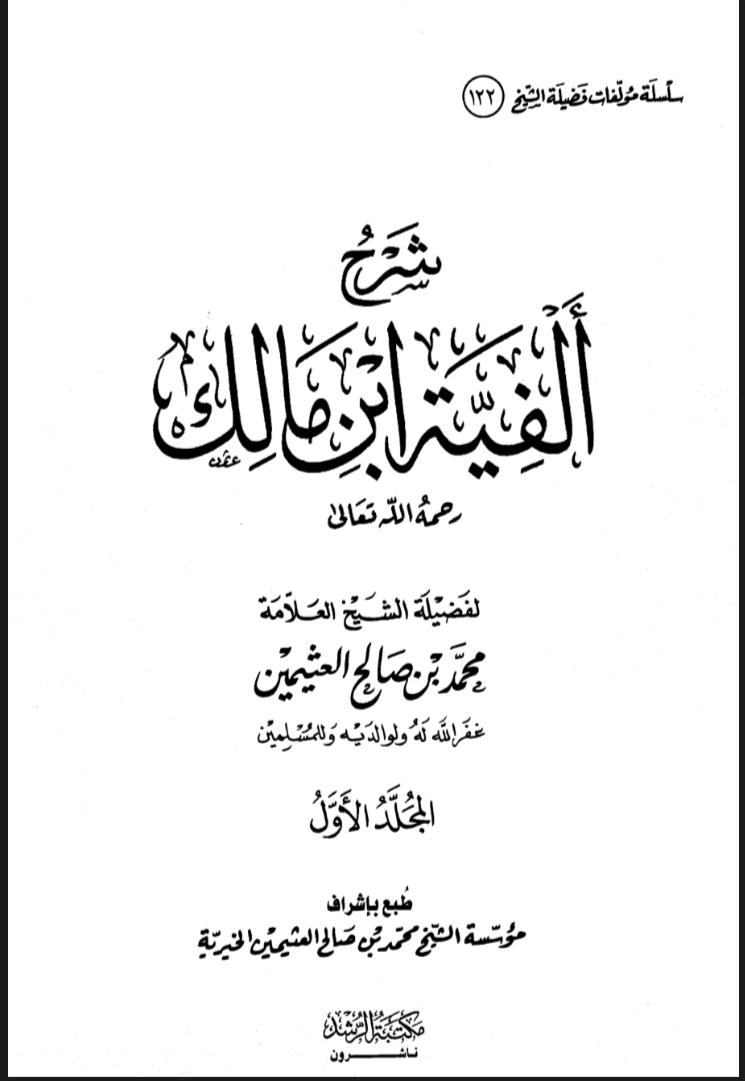 سلسلة مؤلفات فضيلة الشيخ ١٢٢
شرح
ألفية ابن مالك
رحمه الله تعالى
لفضيلة الشيخ العلامة
محمد بن صالح العثيمين
غفر الله له ولوالديه وللمسلمين
المجلد الأول
طبع بإشراف
مؤسسة الشيخ محمد بن صالح العثيمين الخيرية
مكتبة الرشد
ناشرون